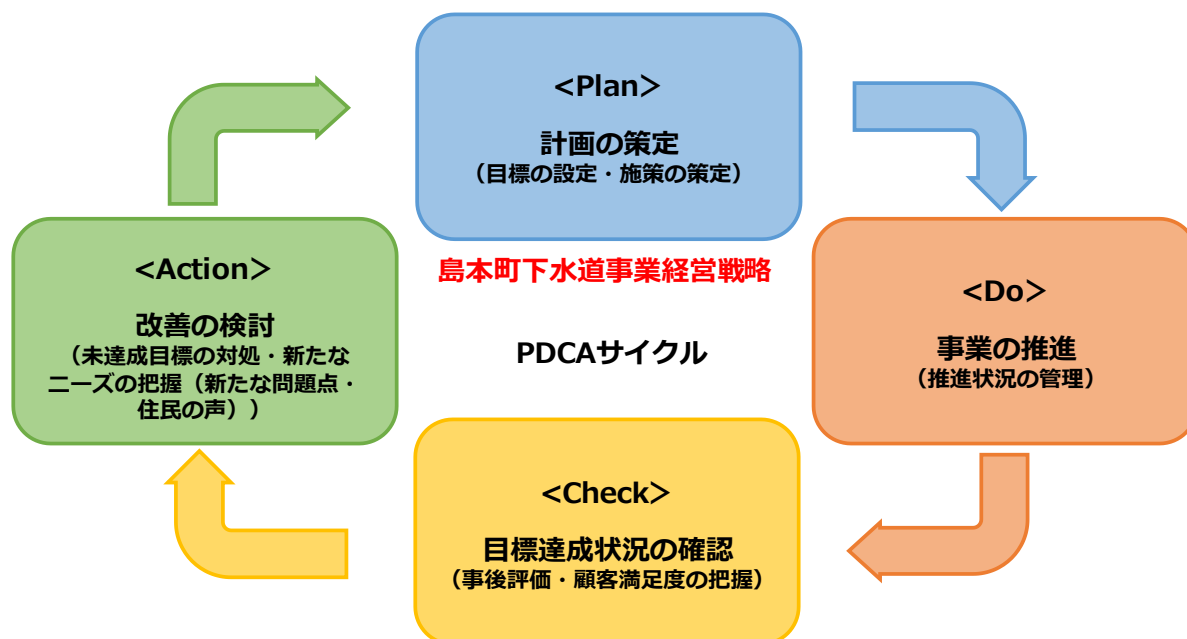 <Plan>
計画の策定
（目標の設定・施策の策定）
島本町下水道事業経営戦略
PDCAサイクル
<Do>
事業の推進
（推進状況の管理）
<Check>
目標達成状況の確認
（事後評価・顧客満足度の把握）
<Action>
改善の検討
（未達成目標の対処・新たな
ニーズの把握（新たな問題点・
住民の声））